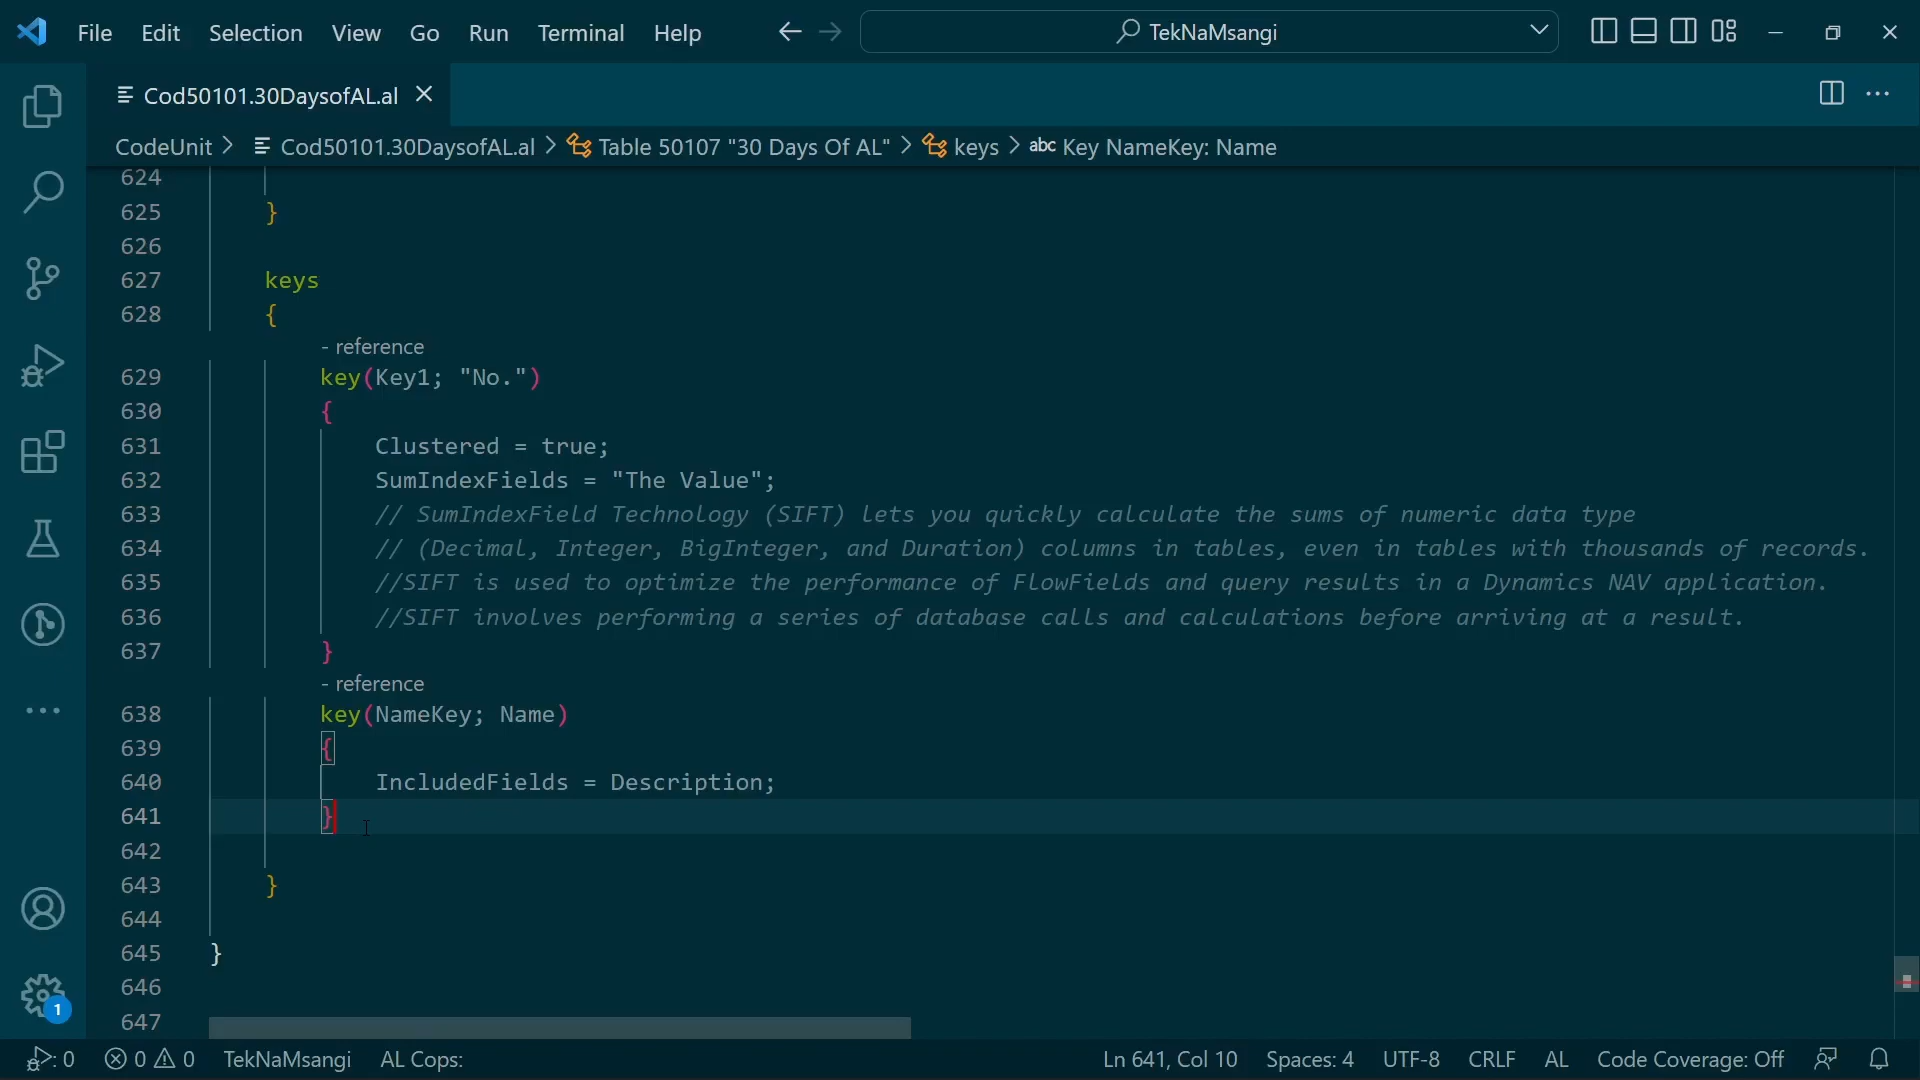 File Edit Selection View Go Run Terminal Help TekNaMsangi
Cod50101.30DaysofAL.al
CodeUnit > Cod50101.30DaysofAL.al > Table 50107 "30 Days Of AL" > keys > abc Key NameKey: Name
624
625 }
626
627 keys
628 {
- reference
629 key(Key1; "No.")
630 {
631 Clustered = true;
632 SumIndexFields = "The Value";
633 // SumIndexField Technology (SIFT) lets you quickly calculate the sums of numeric data type
634 // (Decimal, Integer, BigInteger, and Duration) columns in tables, even in tables with thousands of records.
635 //SIFT is used to optimize the performance of FlowFields and query results in a Dynamics NAV application.
636 //SIFT involves performing a series of database calls and calculations before arriving at a result.
637 }
- reference
638 key(NameKey; Name)
639 {
640 IncludedFields = Description;
641 }
642
643 }
644
645 }
646
647
1
: 0 0 0 TekNaMsangi AL Cops: Ln 641, Col 10 Spaces: 4 UTF-8 CRLF AL Code Coverage: Off